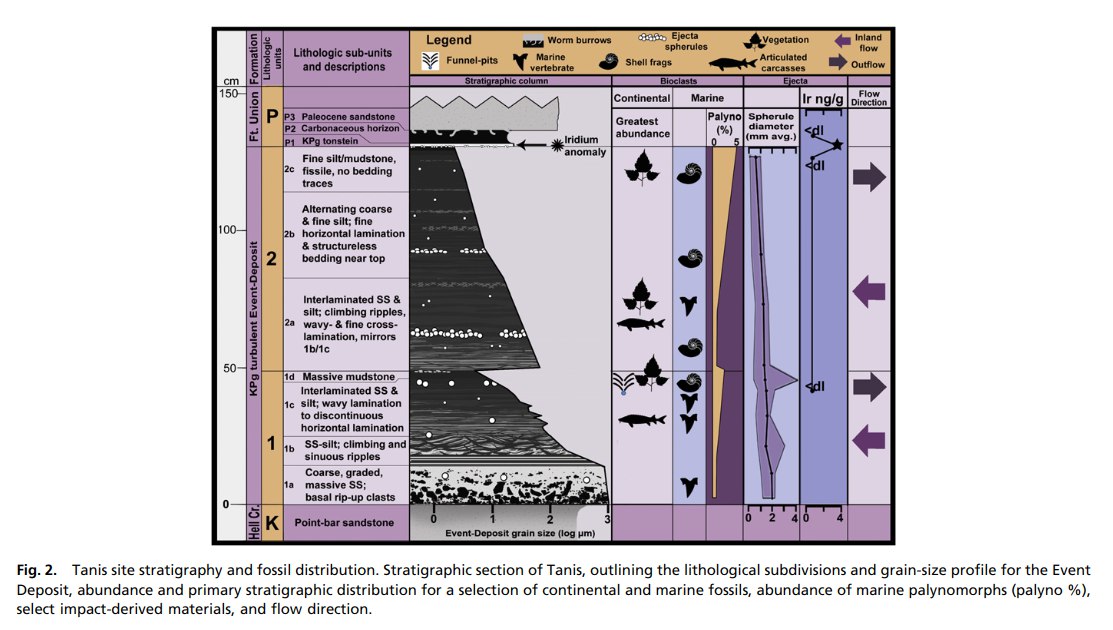 Legend
Worm burrows
Ejecta
spherules
Vegetation
Inland
flow
Funnel-pits
Marine
vertebrate
Shell frags
Articulated
carcasses
Outflow
cm
Formation
Lithologic
units
Lithologic sub-units
and descriptions
Stratigraphic column
Bioclasts
Ejecta
Continental
Marine
Ir ng/g
Flow
Direction
Greatest
abundance
Palyno
(%)
0 5
Spherule
diameter
(mm avg.)
150
100
50
0
Ft. Union
KPg turbulent Event-Deposit
Hell Cr.
P
P3 Paleocene sandstone
P2 Carbonaceous horizon
P1 KPg tonstein
Iridium
anomaly
<dl
<dl
<dl
2
2c
Fine silt/mudstone,
fissile, no bedding
traces
2b
Alternating coarse
& fine silt; fine
horizontal lamination
& structureless
bedding near top
2a
Interlaminated SS &
silt; climbing ripples,
wavy- & fine cross-
lamination, mirrors
1b/1c
1
1d Massive mudstone
1c
Interlaminated SS &
silt; wavy lamination
to discontinuous
horizontal lamination
1b
SS-silt; climbing and
sinuous ripples
1a
Coarse, graded,
massive SS;
basal rip-up clasts
K
Point-bar sandstone
0 1 2 3
Event-Deposit grain size (log µm)
0 2 4
0 4
Fig. 2. Tanis site stratigraphy and fossil distribution. Stratigraphic section of Tanis, outlining the lithological subdivisions and grain-size profile for the Event
Deposit, abundance and primary stratigraphic distribution for a selection of continental and marine fossils, abundance of marine palynomorphs (palyno %),
select impact-derived materials, and flow direction.